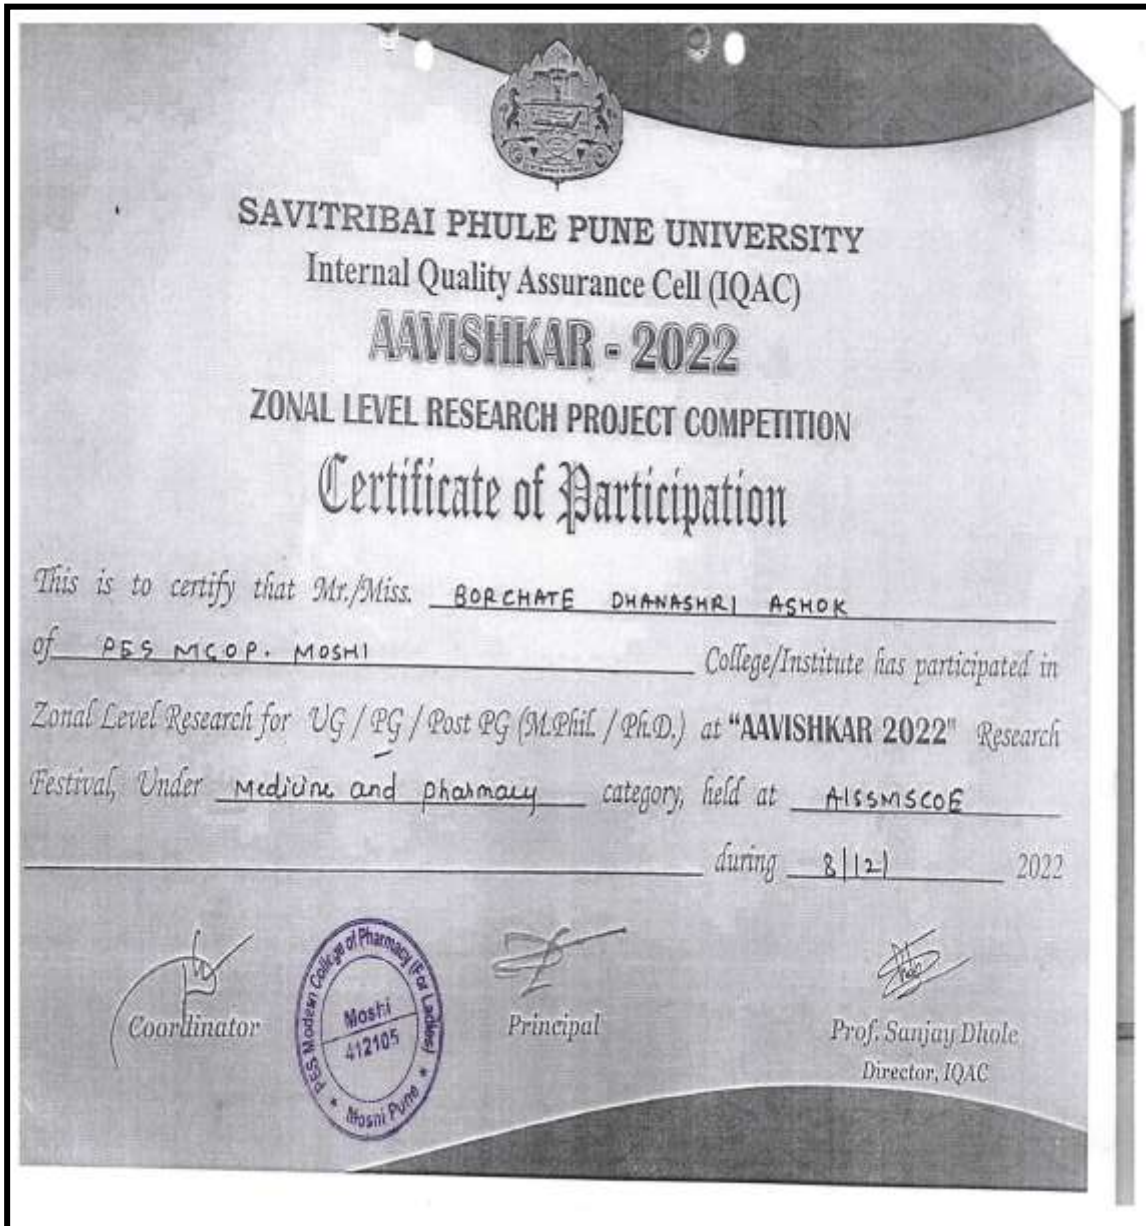 SAVITRIBAI PHULE PUNE UNIVERSITY
Internal Quality Assurance Cell (IQAC)
AAVISHKAR - 2022
ZONAL LEVEL RESEARCH PROJECT COMPETITION
Certificate of Participation
This is to certify that Mr./Miss. BORCHATE DHANASHRI ASHOK
of PES MCOP. MOSHI College/Institute has participated in
Zonal Level Research for UG / PG / Post PG (M.Phil. / Ph.D.) at "AAVISHKAR 2022" Research
Festival, Under Medicine and pharmacy category, held at AISSMSCOE
during 8/12/ 2022
Coordinator
PES Modern College of Pharmacy (For Ladies)
Moshi
412105
* Moshi Pune *
Principal
Prof. Sanjay Dhole
Director, IQAC